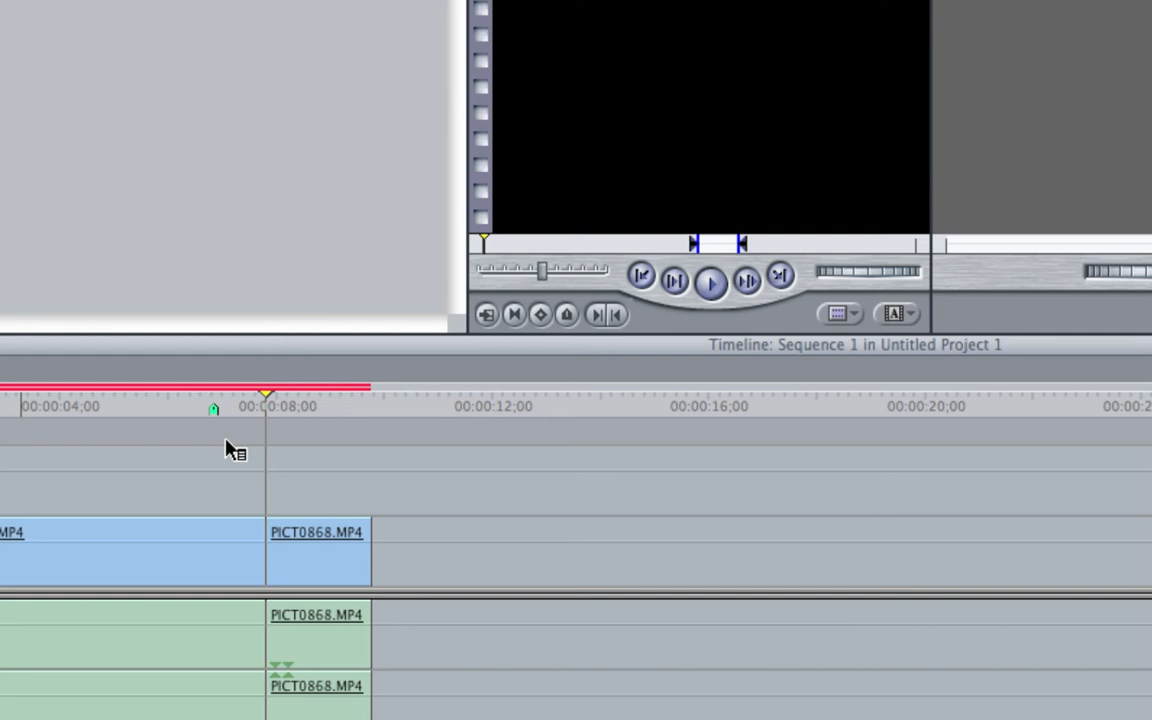 A
Timeline: Sequence 1 in Untitled Project 1
00:00:04;00 00:00:08;00 00:00:12;00 00:00:16;00 00:00:20;00
MP4 PICT0868.MP4
PICT0868.MP4
PICT0868.MP4